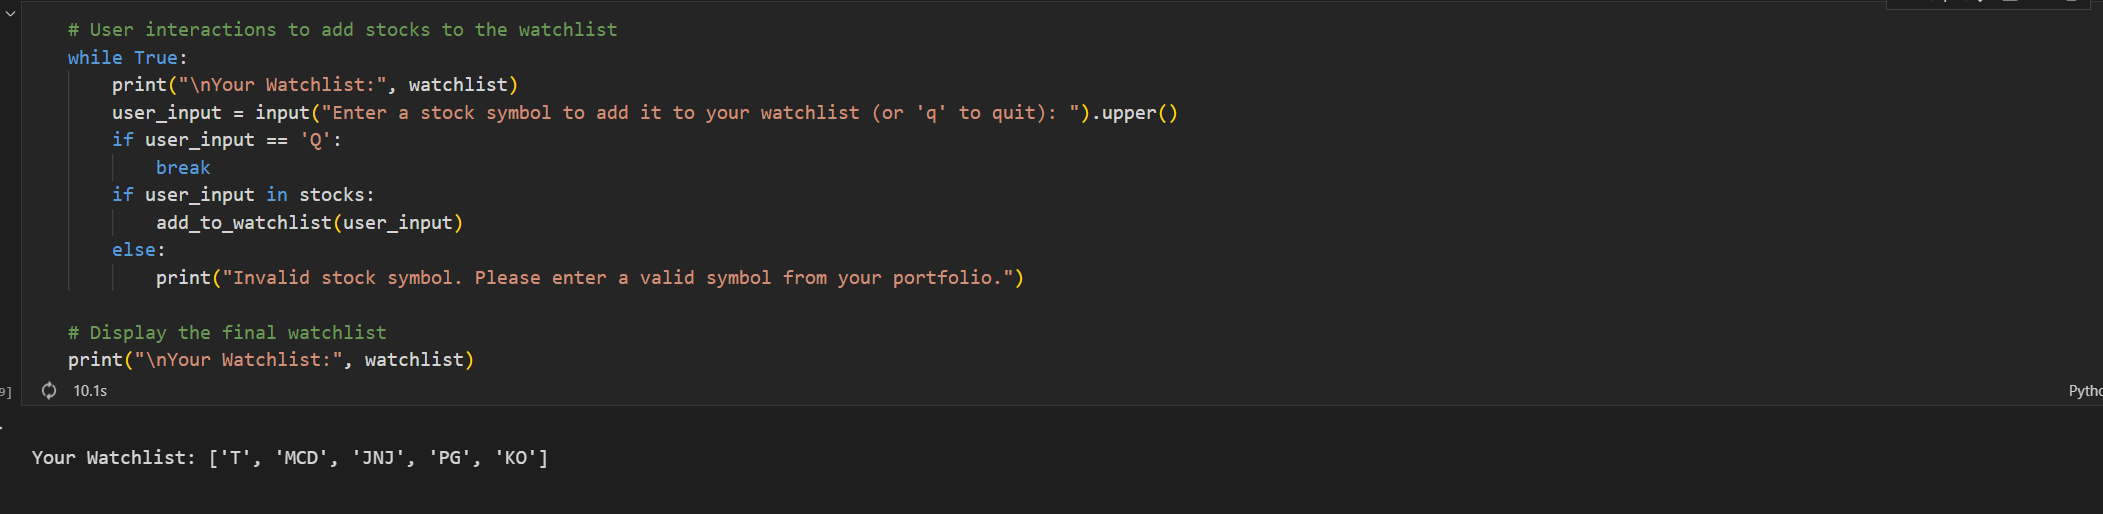 # User interactions to add stocks to the watchlist
while True:
    print("\nYour Watchlist:", watchlist)
    user_input = input("Enter a stock symbol to add it to your watchlist (or 'q' to quit): ").upper()
    if user_input == 'Q':
        break
    if user_input in stocks:
        add_to_watchlist(user_input)
    else:
        print("Invalid stock symbol. Please enter a valid symbol from your portfolio.")
# Display the final watchlist
print("\nYour Watchlist:", watchlist)
9] 10.1s Pytho
Your Watchlist: ['T', 'MCD', 'JNJ', 'PG', 'KO']